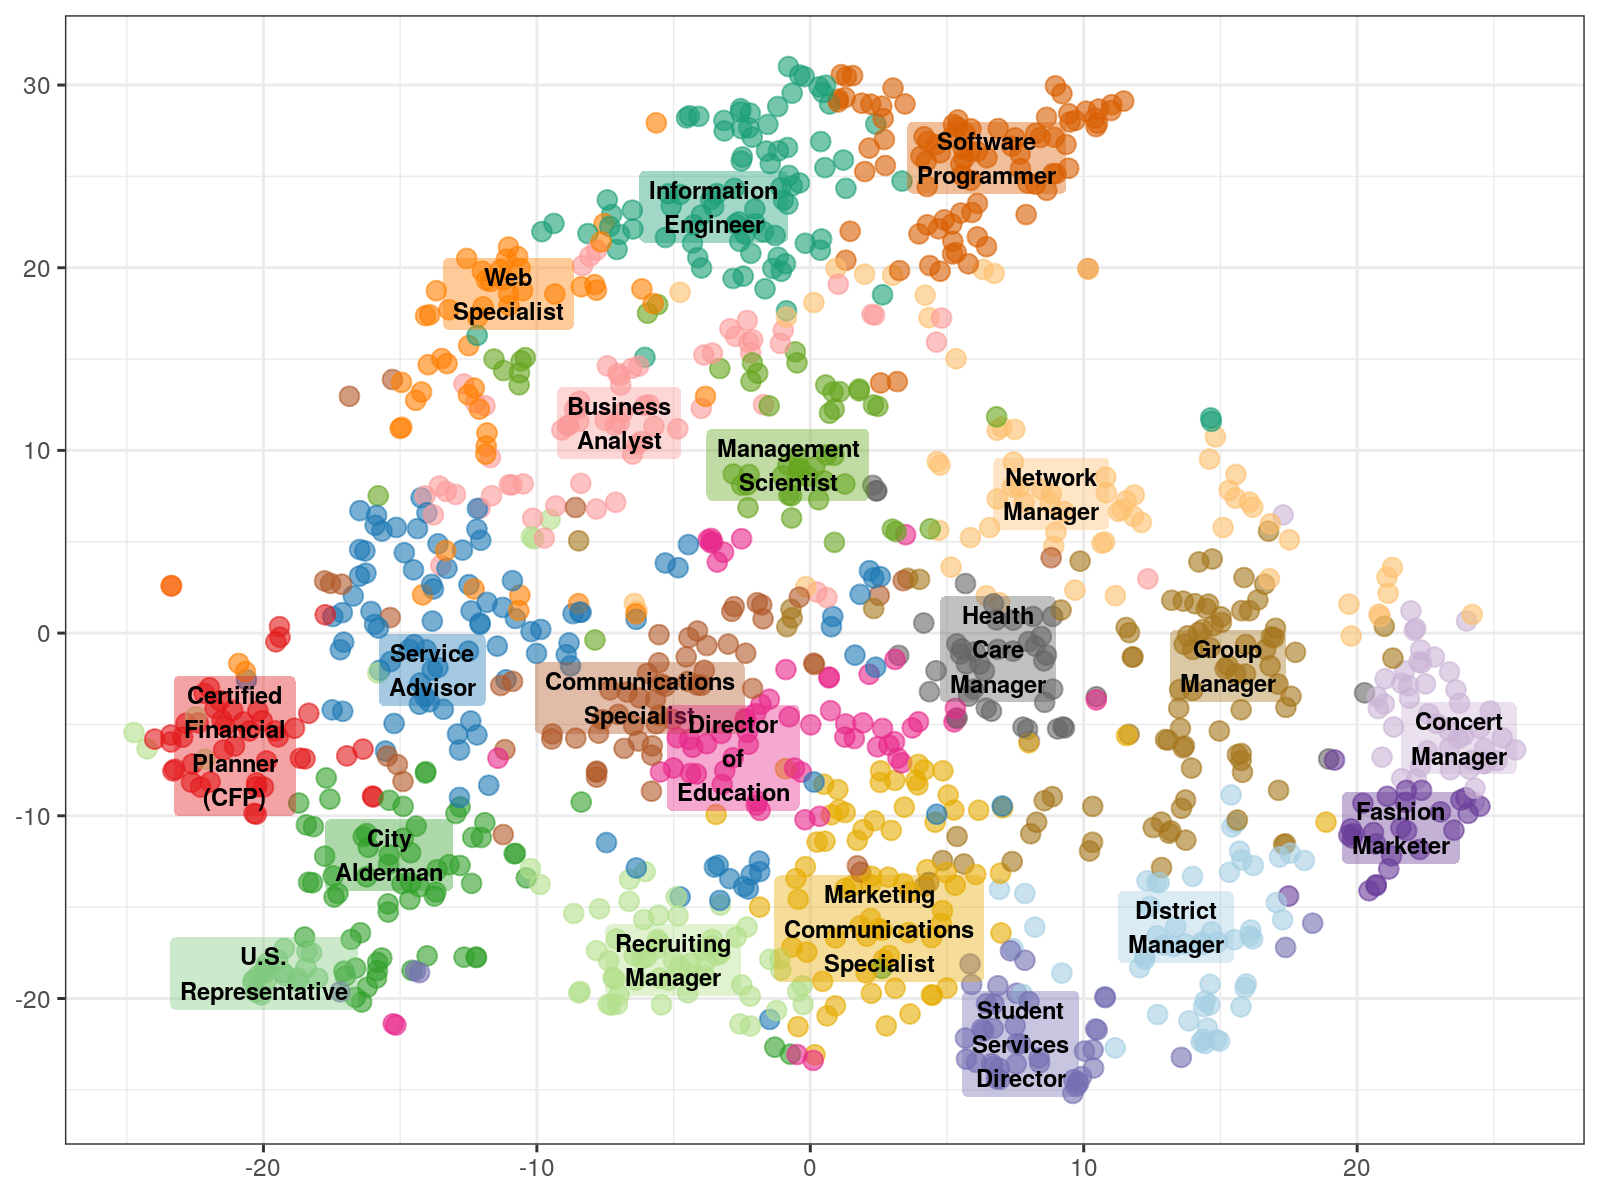 30
20
10
0
-10
-20
-20
-10
0
10
20
Software
Programmer
Information
Engineer
Web
Specialist
Business
Analyst
Management
Scientist
Network
Manager
Health
Care
Manager
Group
Manager
Service
Advisor
Communications
Specialist
Certified
Financial
Planner
(CFP)
Director
of
Education
Concert
Manager
Fashion
Marketer
City
Alderman
Marketing
Communications
Specialist
District
Manager
Recruiting
Manager
U.S.
Representative
Student
Services
Director